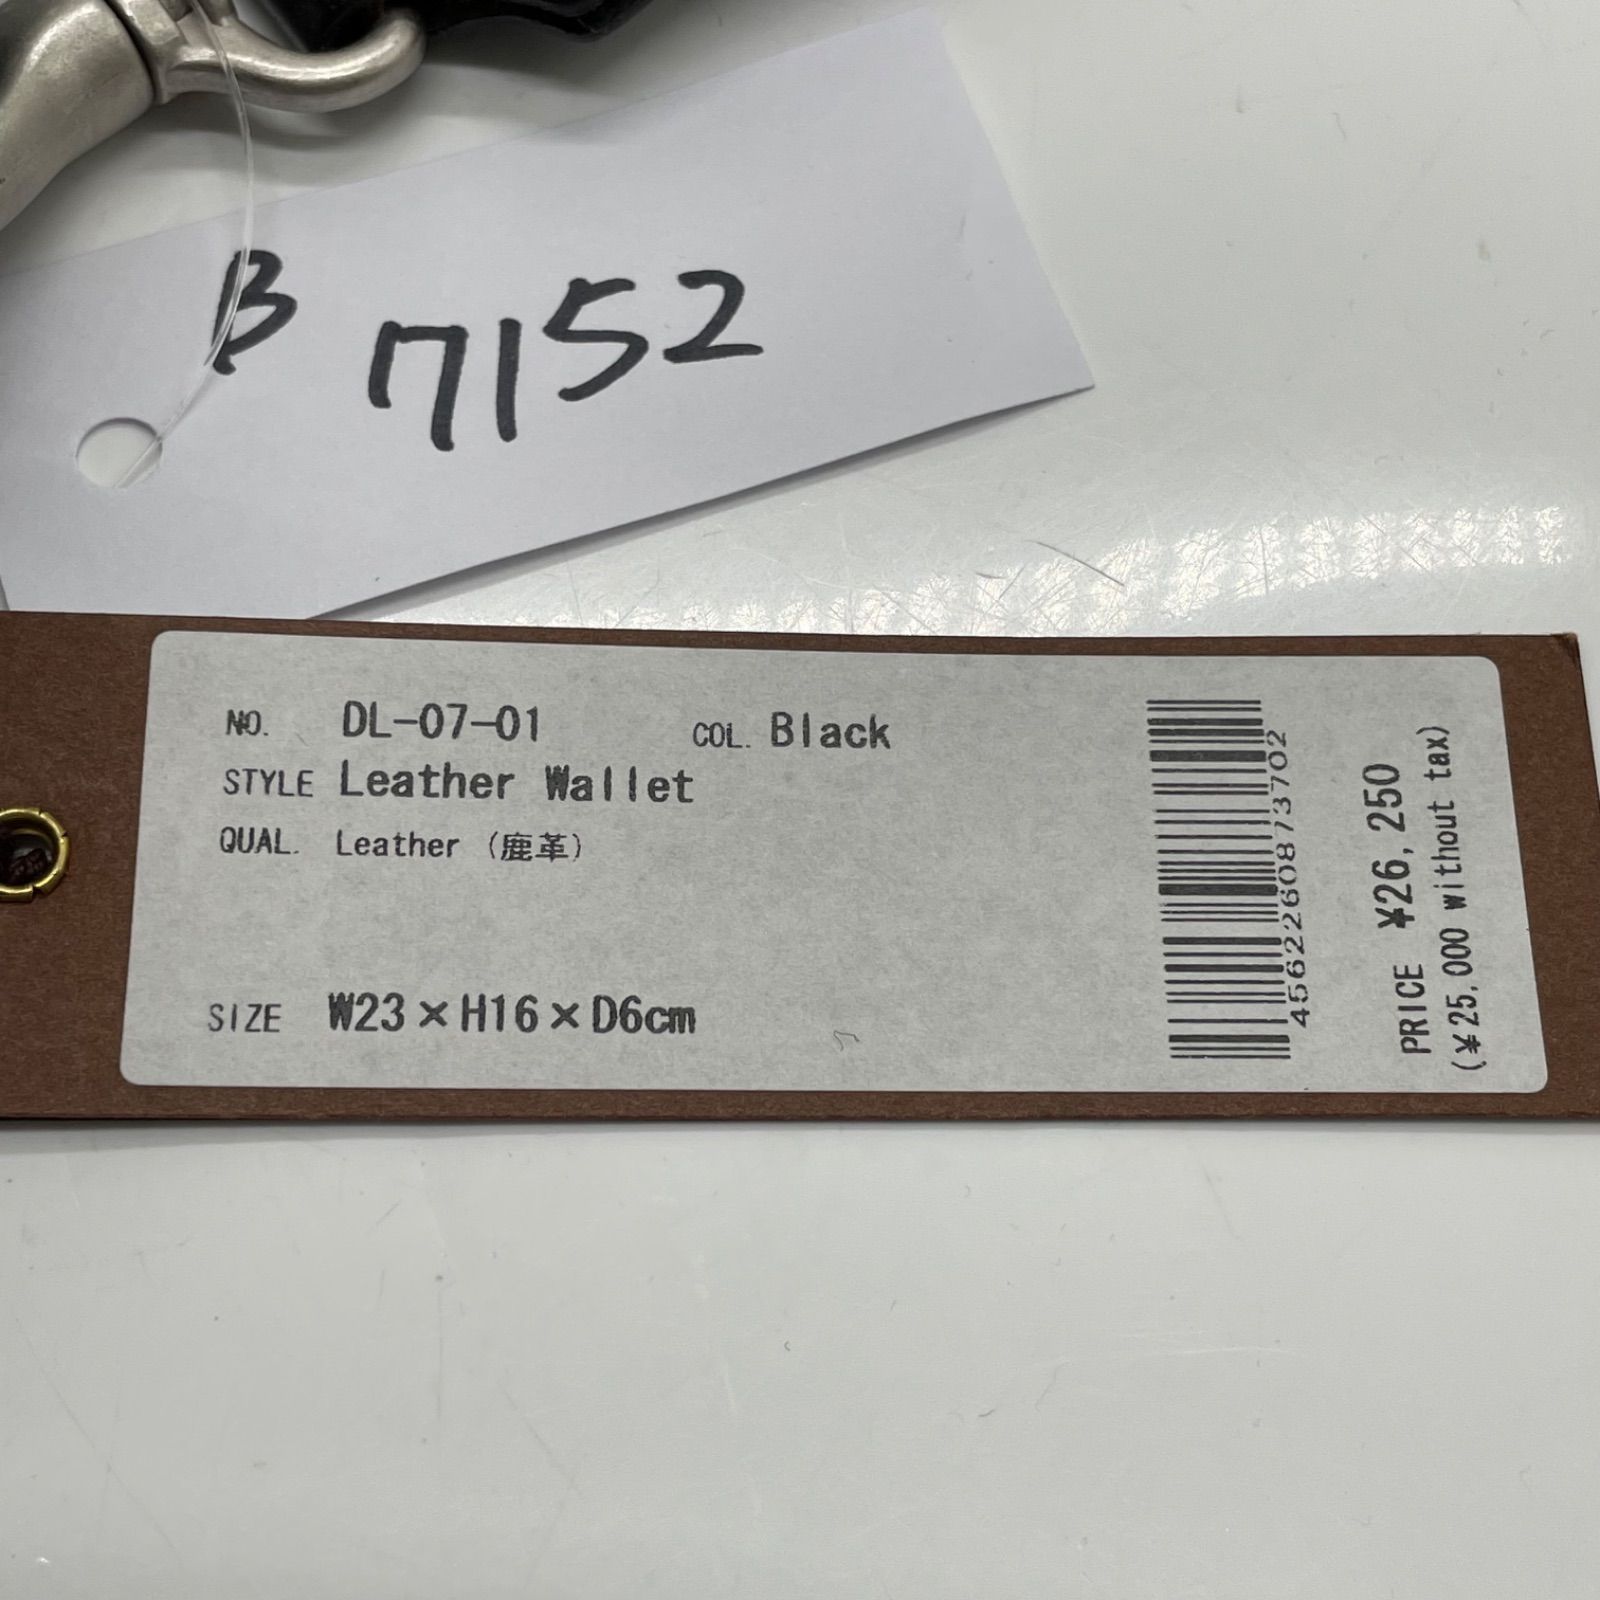 B 7152
NO. DL-07-01 COL. Black
STYLE Leather Wallet
QUAL. Leather (鹿革)
SIZE W23×H16×D6cm
4562260873702
PRICE ¥26,250
(¥25,000 without tax)